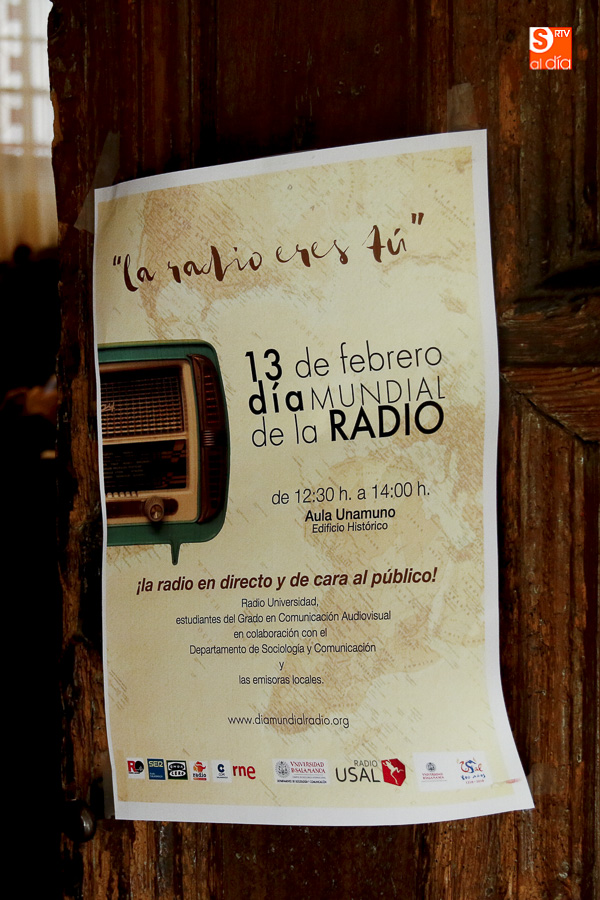 S RTV
al día
"la radio eres tú"
13 de febrero
día MUNDIAL
de la RADIO
de 12:30 h. a 14:00 h.
Aula Unamuno
Edificio Histórico
¡la radio en directo y de cara al público!
Radio Universidad,
estudiantes del Grado en Comunicación Audiovisual
en colaboración con el
Departamento de Sociología y Comunicación
y
las emisoras locales.
www.diamundialradio.org
SER
rne
VNIVERSIDAD
D SALAMANCA
RADIO
USAL